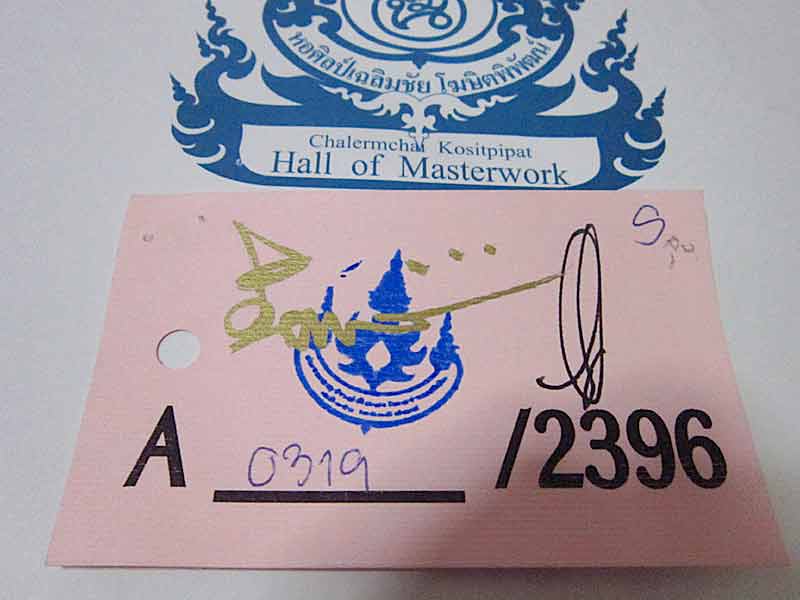 หอศิลป์เฉลิมชัย โฆษิตพิพัฒน์
Chalermchai Kositpipat
Hall of Masterwork
S
A 0319 /2396